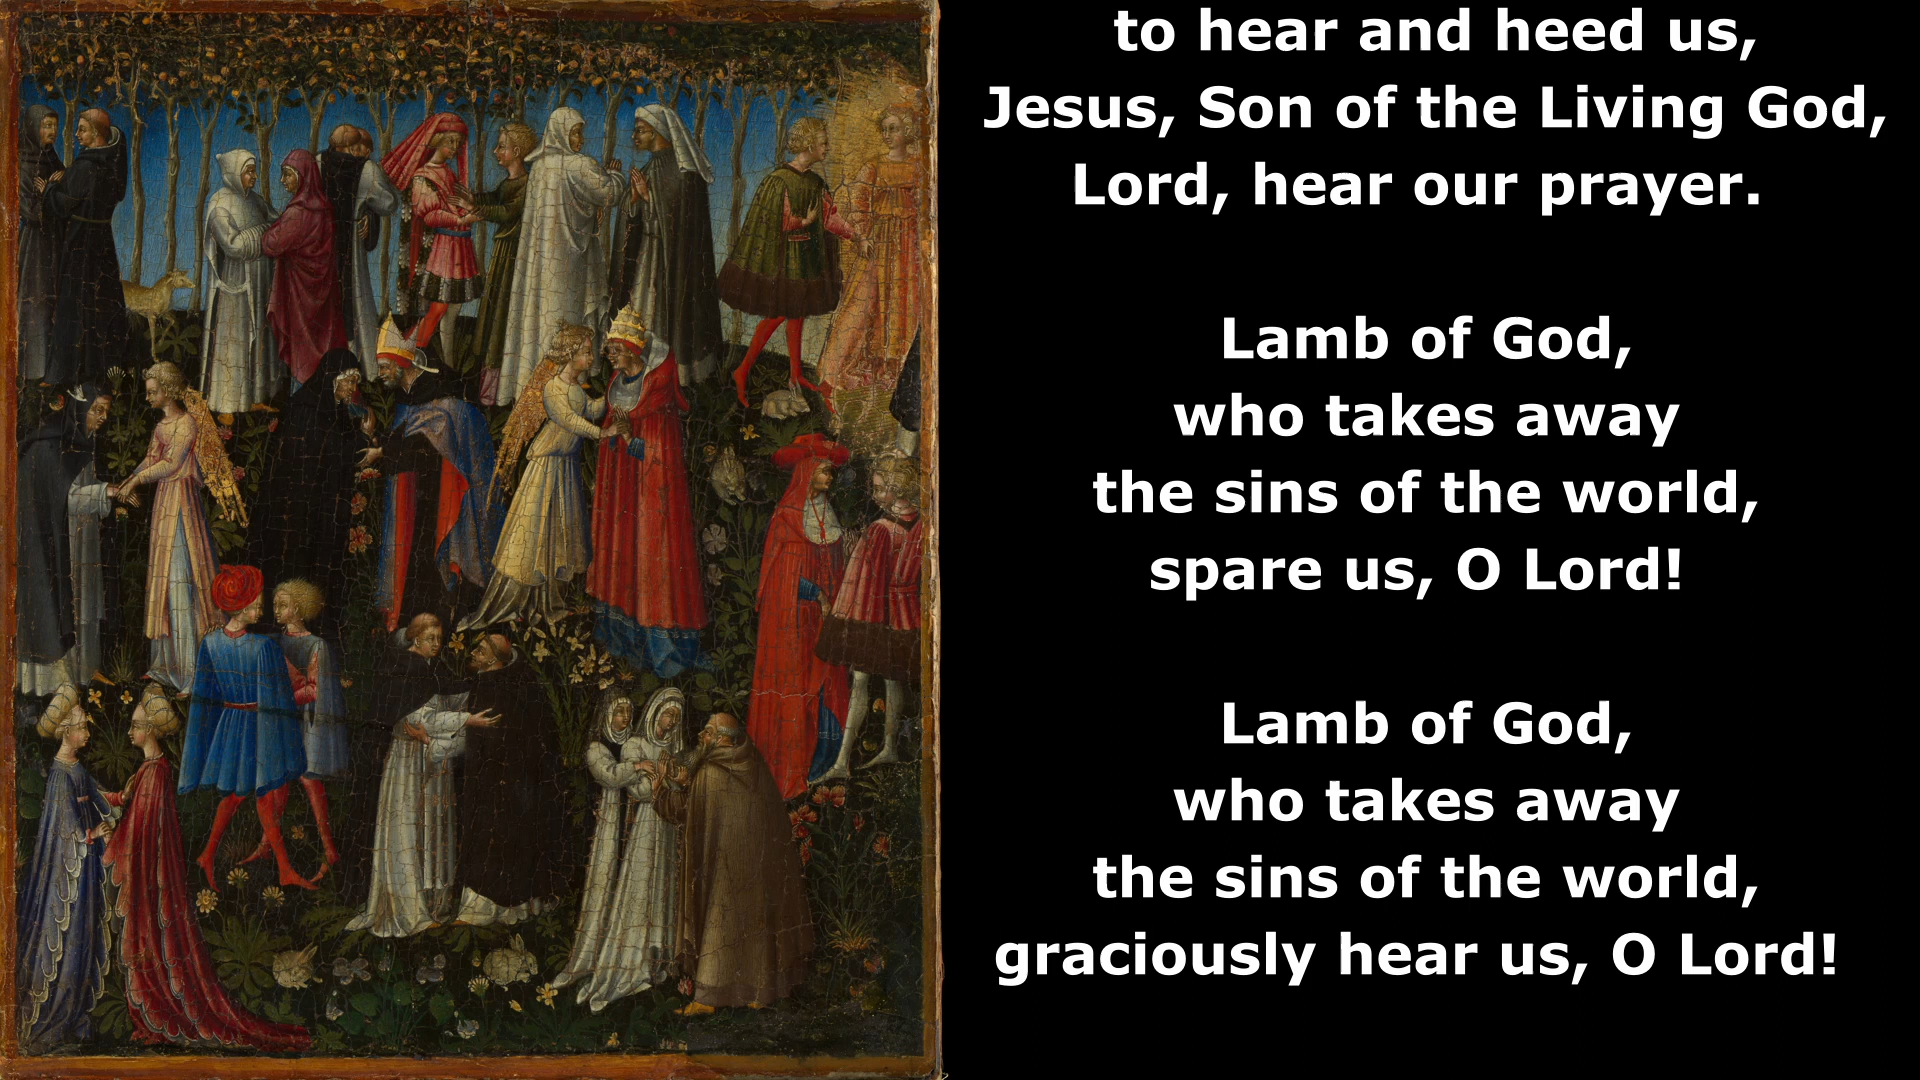 to hear and heed us,
Jesus, Son of the Living God,
Lord, hear our prayer.
Lamb of God,
who takes away
the sins of the world,
spare us, O Lord!
Lamb of God,
who takes away
the sins of the world,
graciously hear us, O Lord!